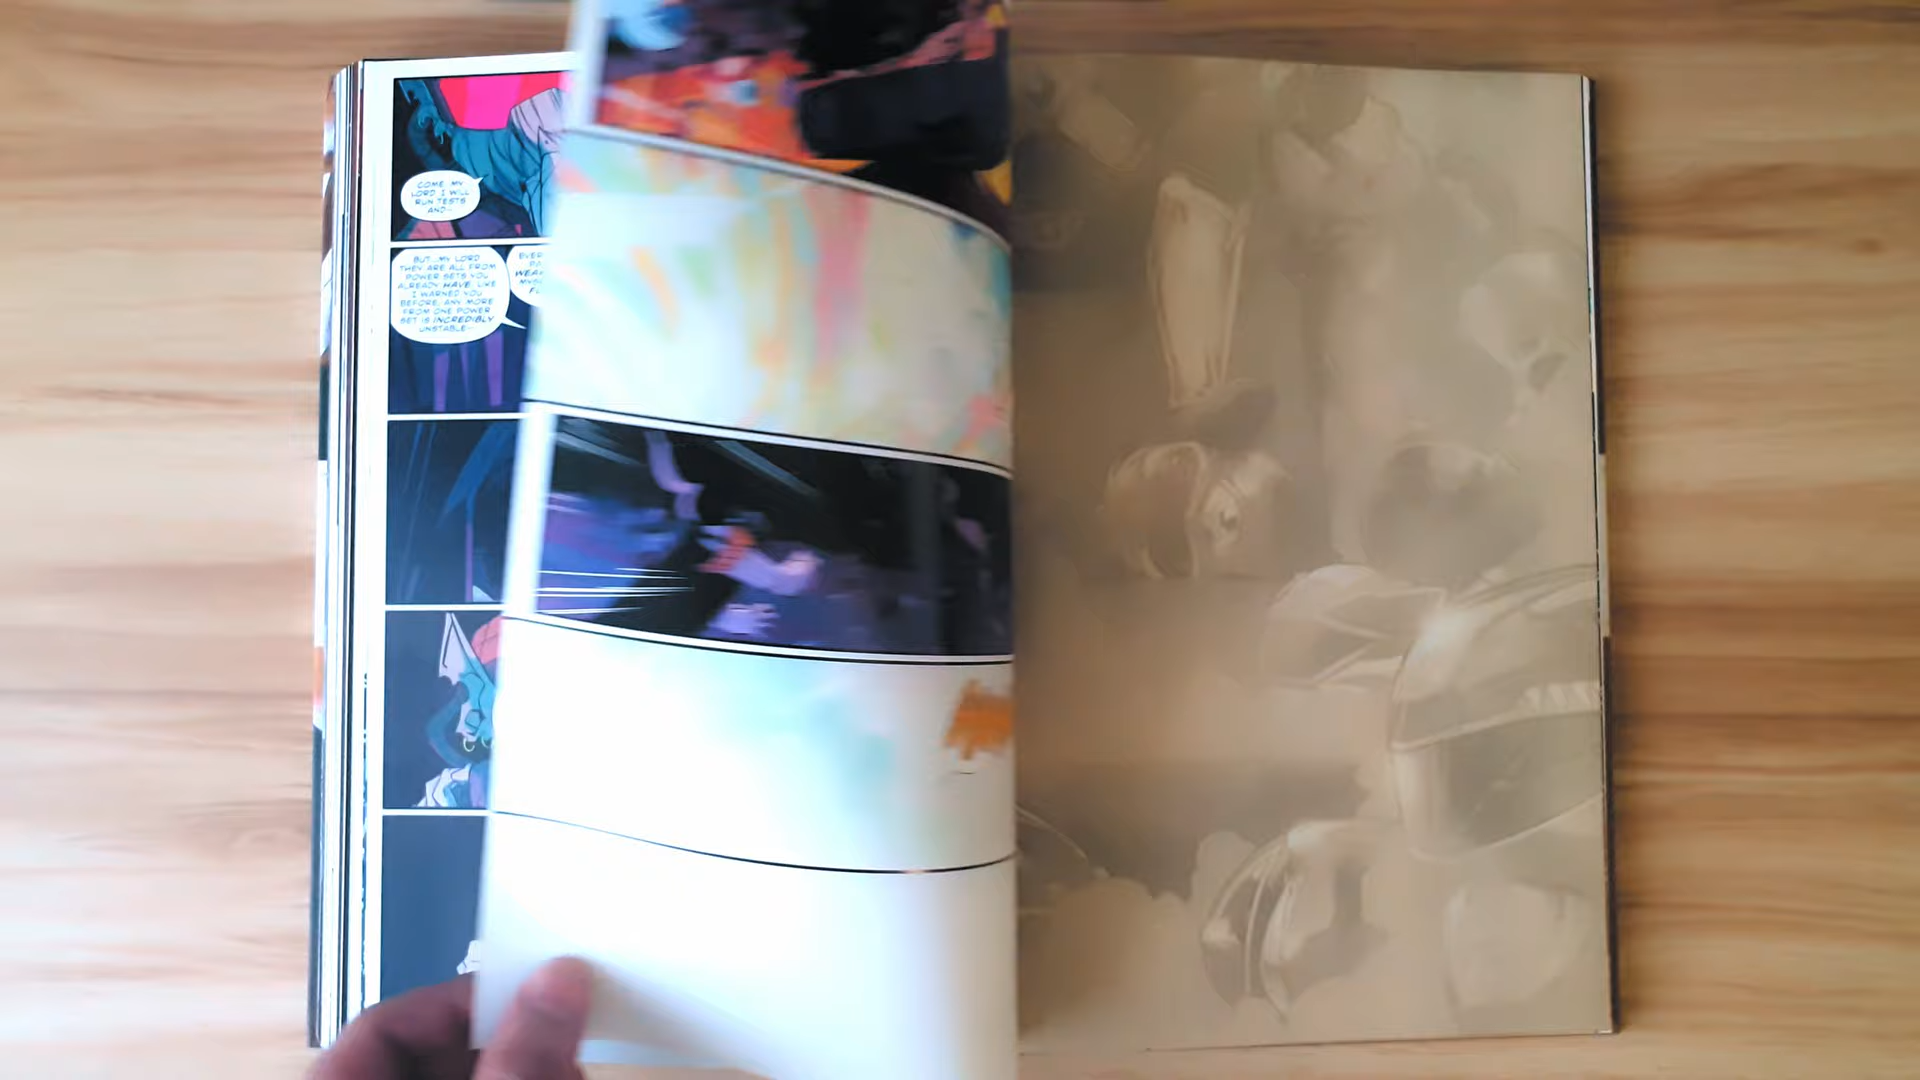 COME, MY
LORD. I WILL
RUN TESTS
AND--
BUT...MY LORD
THEY ARE ALL FROM
POWER SETS YOU
ALREADY HAVE. LIKE
I WARNED YOU
BEFORE, ANY MORE
FROM ONE POWER
SET IS INCREDIBLY
UNSTABLE--